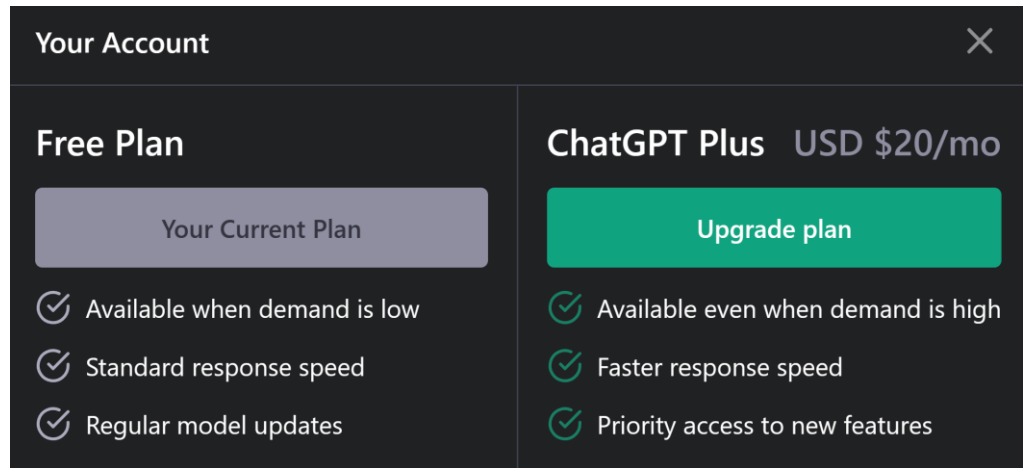 Your Account
Free Plan
Your Current Plan
Available when demand is low
Standard response speed
Regular model updates
ChatGPT Plus USD $20/mo
Upgrade plan
Available even when demand is high
Faster response speed
Priority access to new features